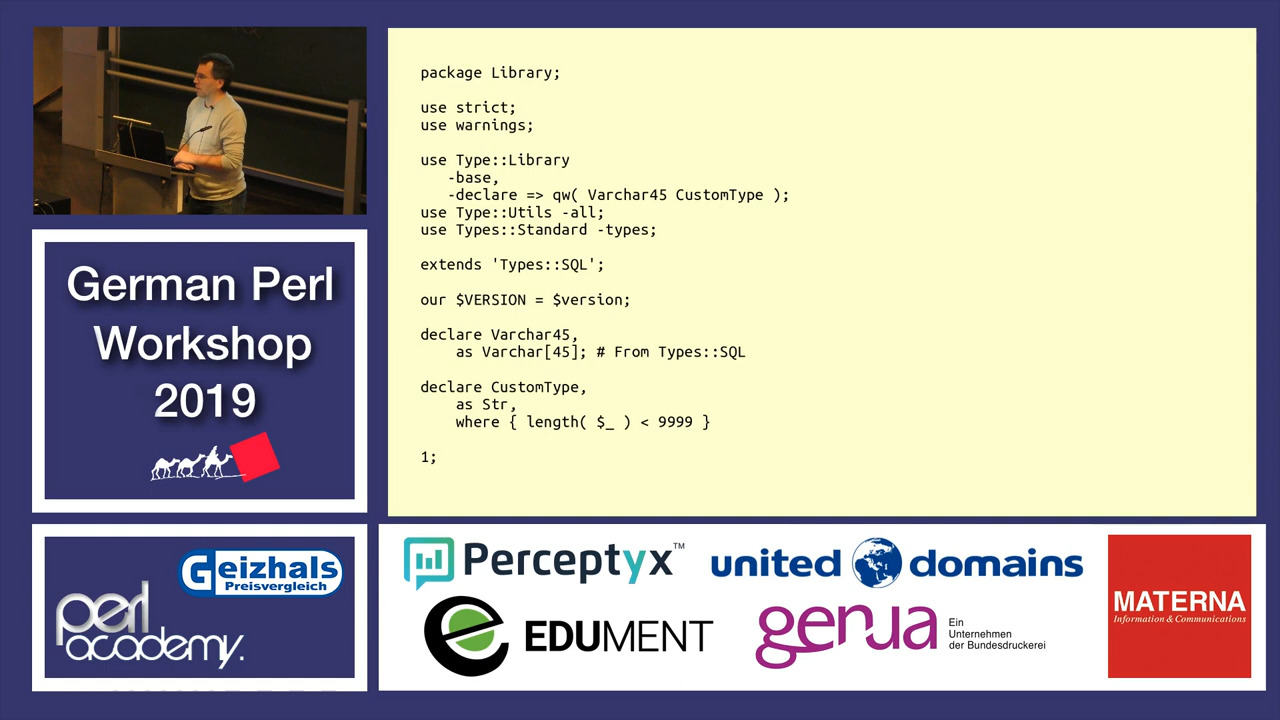 package Library;
use strict;
use warnings;
use Type::Library
-base,
-declare => qw( Varchar45 CustomType );
use Type::Utils -all;
use Types::Standard -types;
extends 'Types::SQL';
our $VERSION = $version;
declare Varchar45,
as Varchar[45]; # From Types::SQL
declare CustomType,
as Str,
where { length( $_ ) < 9999 }
1;
German Perl
Workshop
2019
Geizhals
Preisvergleich
perl
academy.
Perceptyx™
united domains
EDUMENT
genua
Ein
Unternehmen
der Bundesdruckerei
MATERNA
Information & Communications